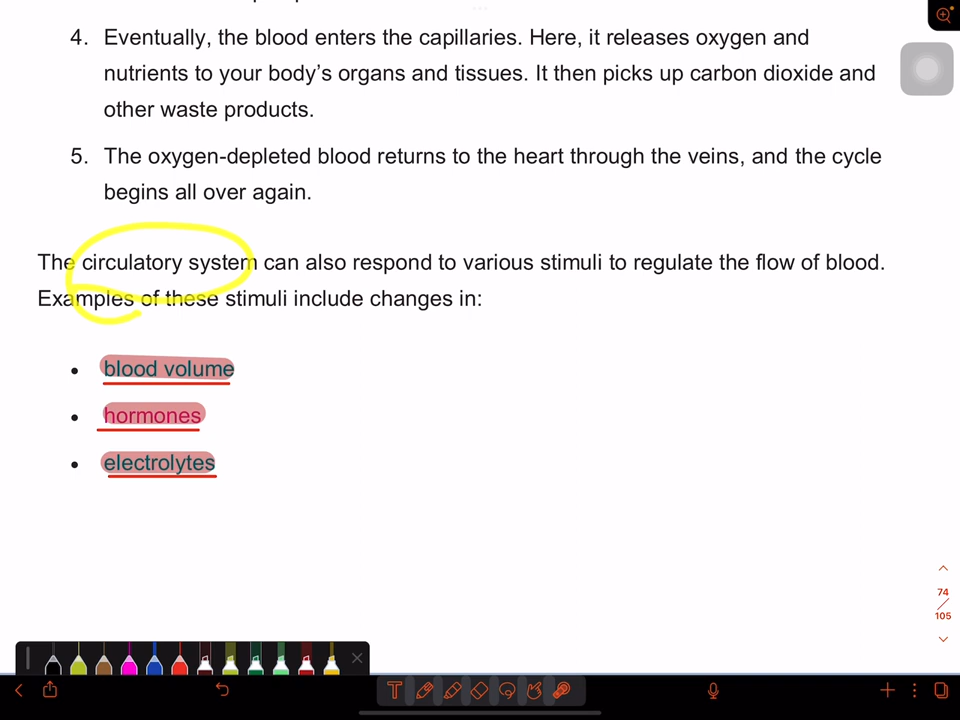 4. Eventually, the blood enters the capillaries. Here, it releases oxygen and
nutrients to your body’s organs and tissues. It then picks up carbon dioxide and
other waste products.
5. The oxygen-depleted blood returns to the heart through the veins, and the cycle
begins all over again.
The circulatory system can also respond to various stimuli to regulate the flow of blood.
Examples of these stimuli include changes in:
• blood volume
• hormones
• electrolytes
74
105